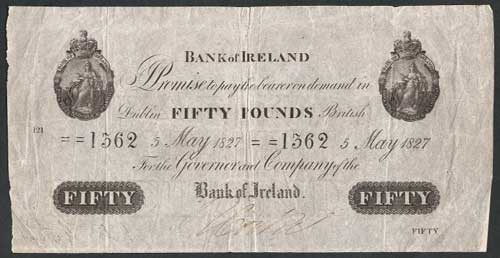 BANK of IRELAND
I Promise to pay the bearer on demand in
Dublin FIFTY POUNDS British
121
==1362 5 May 1827 ==1362 5 May 1827
For the Governor and Company of the
Bank of Ireland.
FIFTY FIFTY
FIFTY